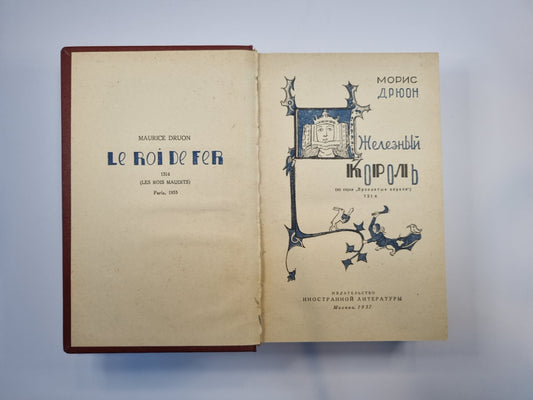 MAURICE DRUON
Le Roi De Fer
1314
(LES ROIS MAUDITS)
Paris, 1955
МОРИС
ДРЮОН
Железный
Король
(из серии „Проклятые короли“)
1314
ИЗДАТЕЛЬСТВО
ИНОСТРАННОЙ ЛИТЕРАТУРЫ
Москва, 1957